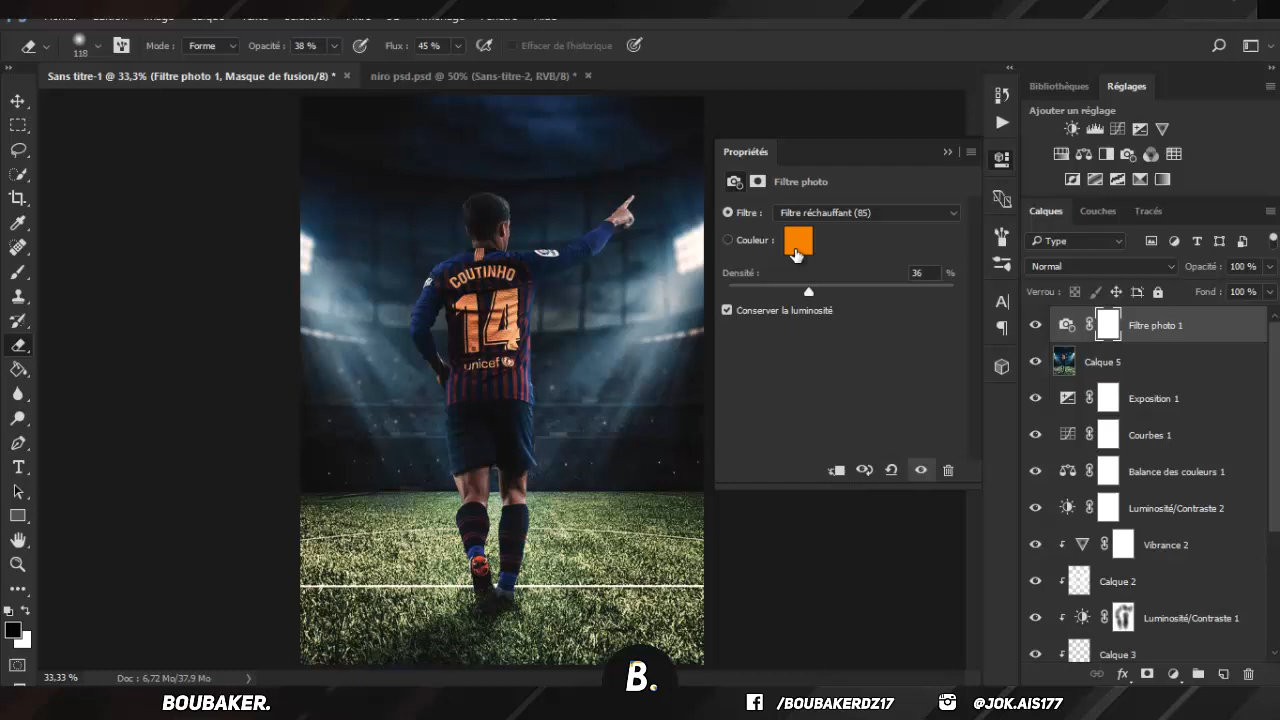 Mode : Forme Opacité : 38 % Flux : 45 % Effacer de l'historique
118
Sans titre-1 @ 33,3% (Filtre photo 1, Masque de fusion/8) * × niro psd.psd @ 50% (Sans-titre-2, RVB/8) * ×
Bibliothèques Réglages
Ajouter un réglage
Propriétés
Filtre photo
Filtre : Filtre réchauffant (85)
Couleur :
Densité : 36 %
Conserver la luminosité
COUTINHO
14
unicef
Calques Couches Tracés
Type
Normal Opacité : 100 %
Verrou : Fond : 100 %
Filtre photo 1
Calque 5
Exposition 1
Courbes 1
Balance des couleurs 1
Luminosité/Contraste 2
Vibrance 2
Calque 2
Luminosité/Contraste 1
Calque 3
33,33 % Doc : 6,72 Mo/37,9 Mo
B.
BOUBAKER. /BOUBAKERDZ17 @JOK.AIS177